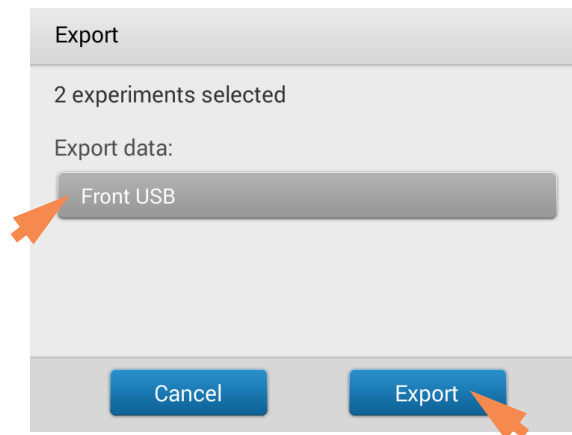 Export
2 experiments selected
Export data:
Front USB
Cancel Export